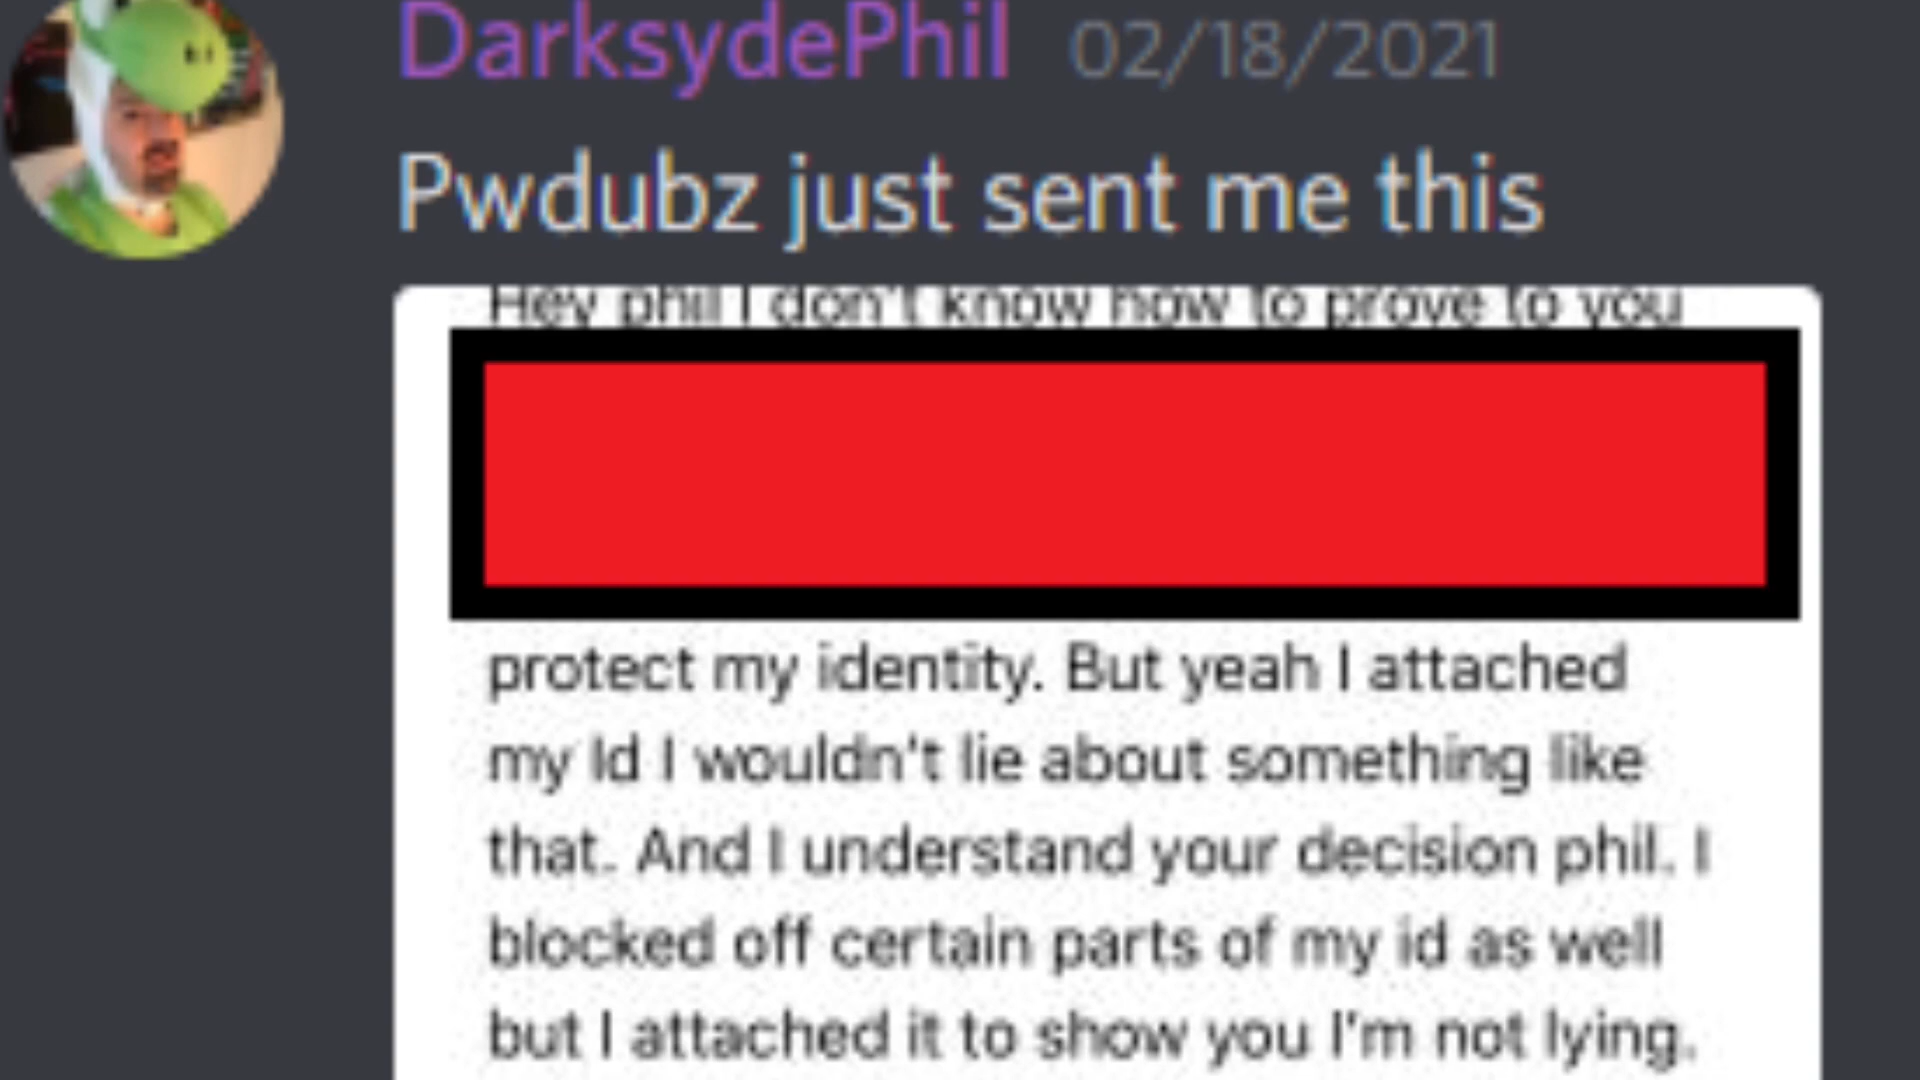 DarksydePhil 02/18/2021
Pwdubz just sent me this
Hey phil I don't know how to prove to you
protect my identity. But yeah I attached
my Id I wouldn't lie about something like
that. And I understand your decision phil. I
blocked off certain parts of my id as well
but I attached it to show you I'm not lying.